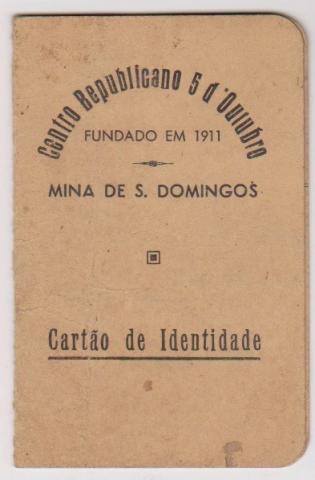 Centro Republicano 5 d'Outubro
FUNDADO EM 1911
MINA DE S. DOMINGOS
Cartão de Identidade